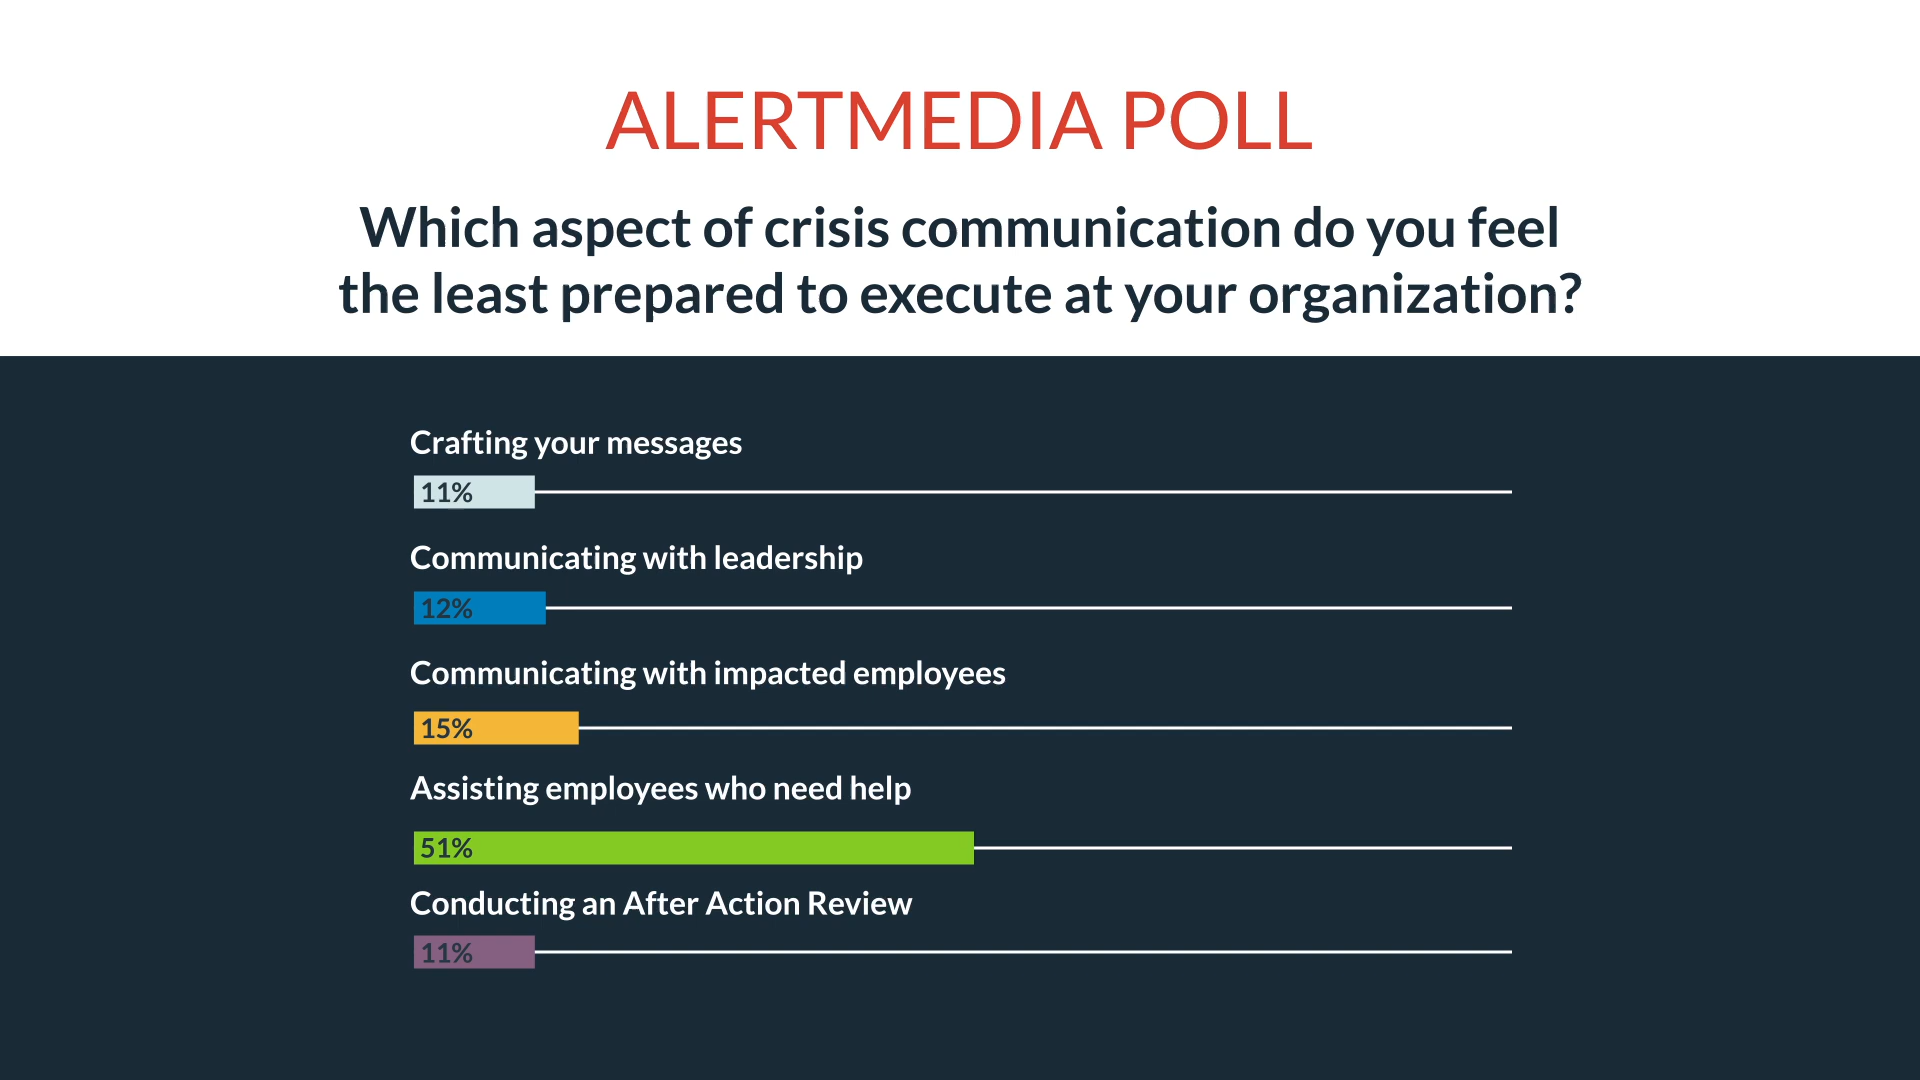 ALERTMEDIA POLL
Which aspect of crisis communication do you feel
the least prepared to execute at your organization?
Crafting your messages
11%
Communicating with leadership
12%
Communicating with impacted employees
15%
Assisting employees who need help
51%
Conducting an After Action Review
11%